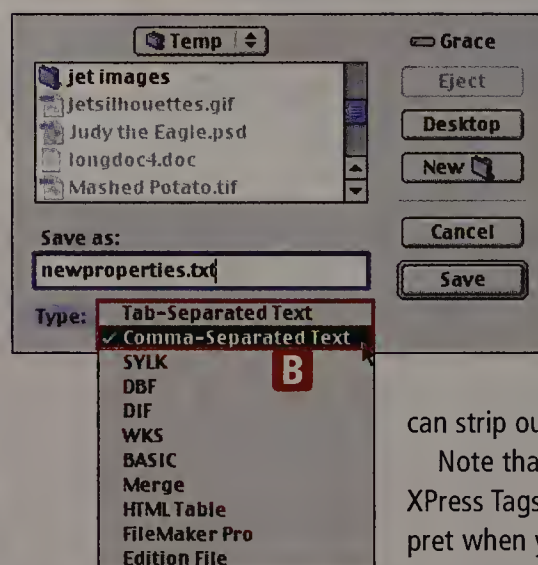 Temp
jet images
Jetsilhouettes.gif
Judy the Eagle.psd
longdoc4.doc
Mashed Potato.tif
Save as:
newproperties.txt
Type:
Tab-Separated Text
✓ Comma-Separated Text
SYLK
DBF
DIF
WKS
BASIC
Merge
HTML Table
FileMaker Pro
Edition File
B
Grace
Eject
Desktop
New
Cancel
Save
can strip ou
Note tha
XPress Tags
pret when y